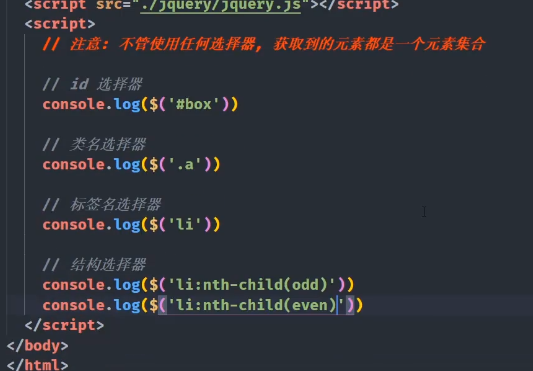 <script src="./jquery/jquery.js"></script>
<script>
// 注意: 不管使用任何选择器, 获取到的元素都是一个元素集合
// id 选择器
console.log($('#box'))
// 类名选择器
console.log($('.a'))
// 标签名选择器
console.log($('li'))
// 结构选择器
console.log($('li:nth-child(odd)'))
console.log($('li:nth-child(even)'))
</script>
</body>
</html>